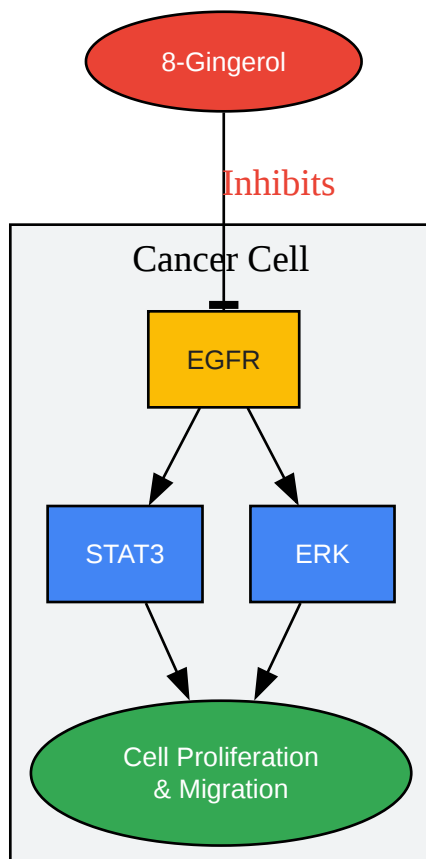 8-Gingerol
Inhibits
Cancer Cell
EGFR
STAT3
ERK
Cell Proliferation
& Migration